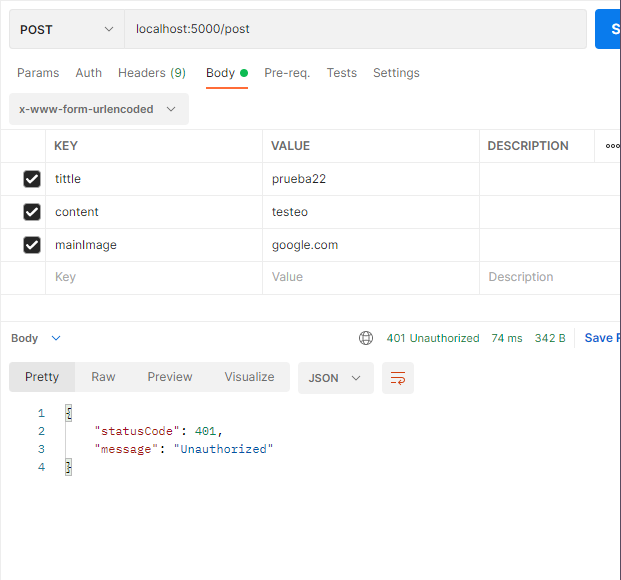 POST localhost:5000/post S
Params Auth Headers (9) Body Pre-req. Tests Settings
x-www-form-urlencoded
KEY VALUE DESCRIPTION
tittle prueba22
content testeo
mainImage google.com
Key Value Description
Body 401 Unauthorized 74 ms 342 B Save R
Pretty Raw Preview Visualize JSON
1 {
2 "statusCode": 401,
3 "message": "Unauthorized"
4 }